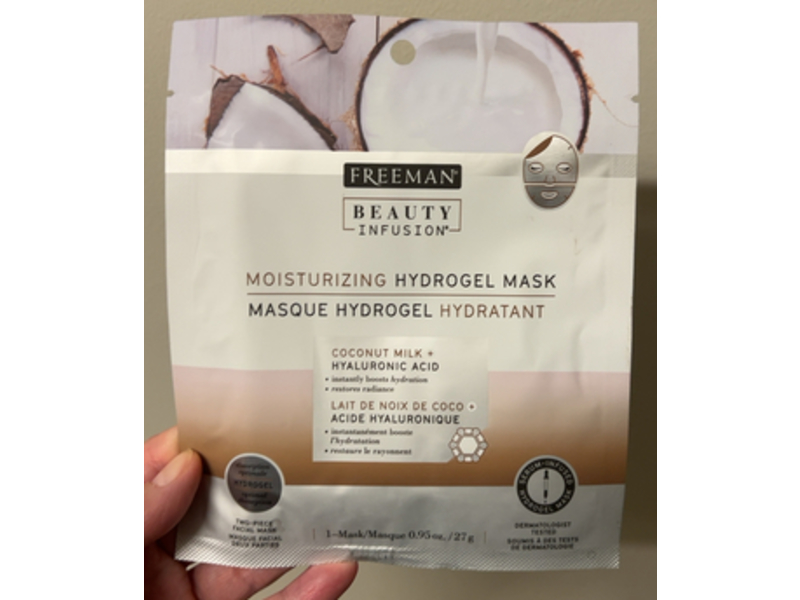 FREEMAN
BEAUTY
INFUSION
MOISTURIZING HYDROGEL MASK
MASQUE HYDROGEL HYDRATANT
COCONUT MILK +
HYALURONIC ACID
• instantly boosts hydration
• restores radiance
LAIT DE NOIX DE COCO +
ACIDE HYALURONIQUE
• instantanément booste
l'hydratation
• restaure le rayonnent
HYDROGEL
TWO-PIECE
FACIAL MASK
MASQUE FACIAL
DEUX PARTIES
1-Mask/Masque 0.95 oz./27 g
SERUM-INFUSED
HYDROGEL MASK
DERMATOLOGIST
TESTED
SOUMIS À DES TESTS
DE DERMATOLOGIE